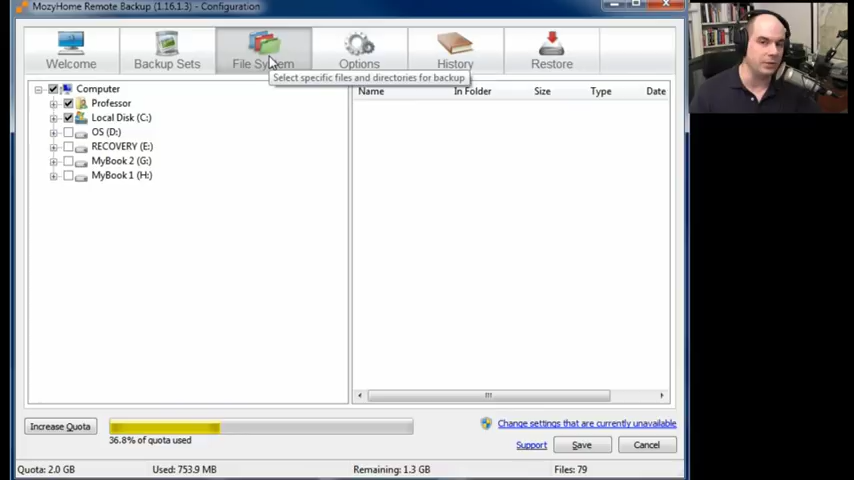 MozyHome Remote Backup (1.16.1.3) - Configuration
Welcome
Backup Sets
File System
Options
History
Restore
Select specific files and directories for backup
Computer
Professor
Local Disk (C:)
OS (D:)
RECOVERY (E:)
MyBook 2 (G:)
MyBook 1 (H:)
Name In Folder Size Type Date
Increase Quota
36.8% of quota used
Change settings that are currently unavailable
Support Save Cancel
Quota: 2.0 GB Used: 753.9 MB Remaining: 1.3 GB Files: 79